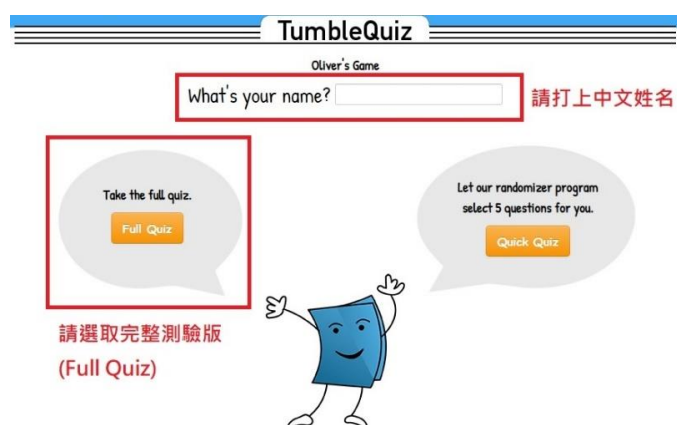 TumbleQuiz
Oliver's Game
What's your name?
請打上中文姓名
Take the full quiz.
Full Quiz
Let our randomizer program
select 5 questions for you.
Quick Quiz
請選取完整測驗版
(Full Quiz)